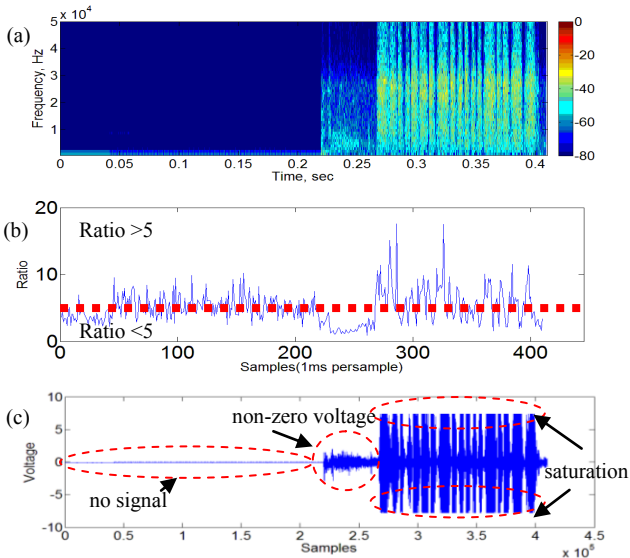 (a)
5 x 10^4
Frequency, Hz
4
3
2
1
0 0.05 0.1 0.15 0.2 0.25 0.3 0.35 0.4
Time, sec
0
-20
-40
-60
-80
(b)
20
Ratio >5
Ratio
10
Ratio <5
0
0 100 200 300 400
Samples(1ms persample)
(c)
10
non-zero voltage
5
Voltage
0
no signal
saturation
-5
-10
0 0.5 1 1.5 2 2.5 3 3.5 4 4.5
Samples
x 10^5